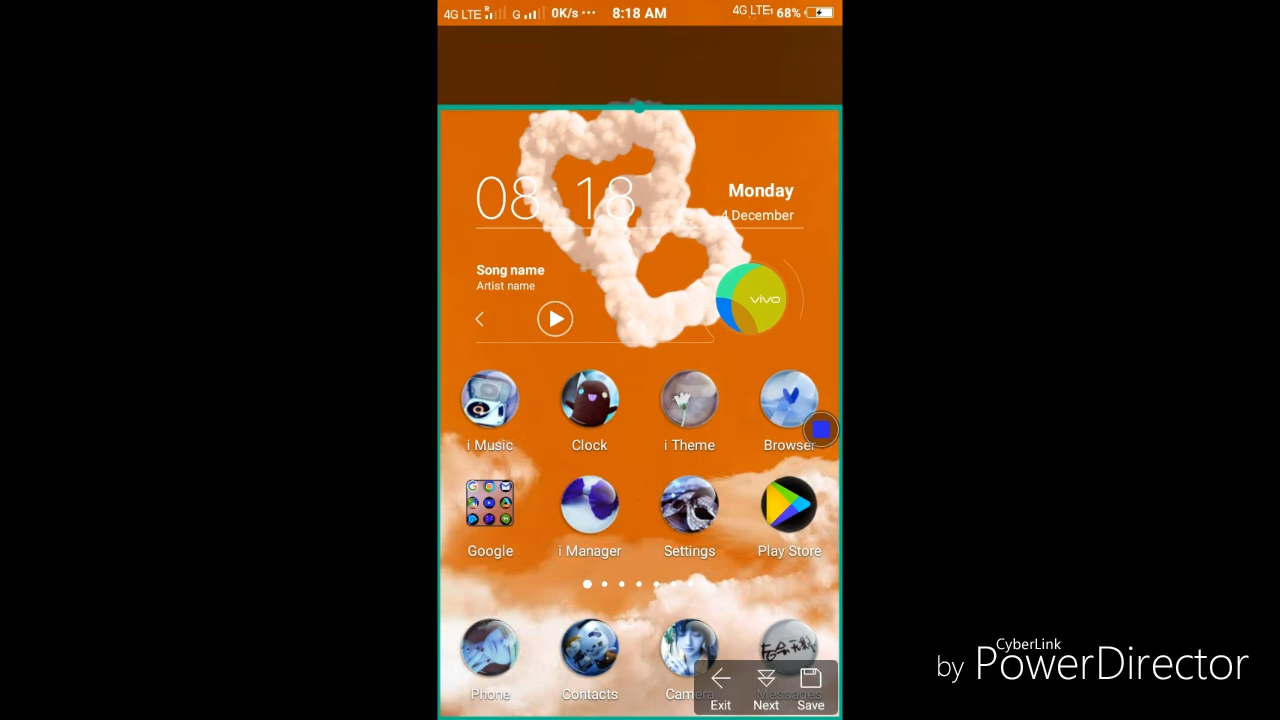 4G LTE R G 0K/s ··· 8:18 AM 4G LTE 68%
08:18
Monday
4 December
Song name
Artist name
vivo
i Music Clock i Theme Browser
Google i Manager Settings Play Store
Phone Contacts Camera Messages
Exit Next Save
CyberLink
by PowerDirector